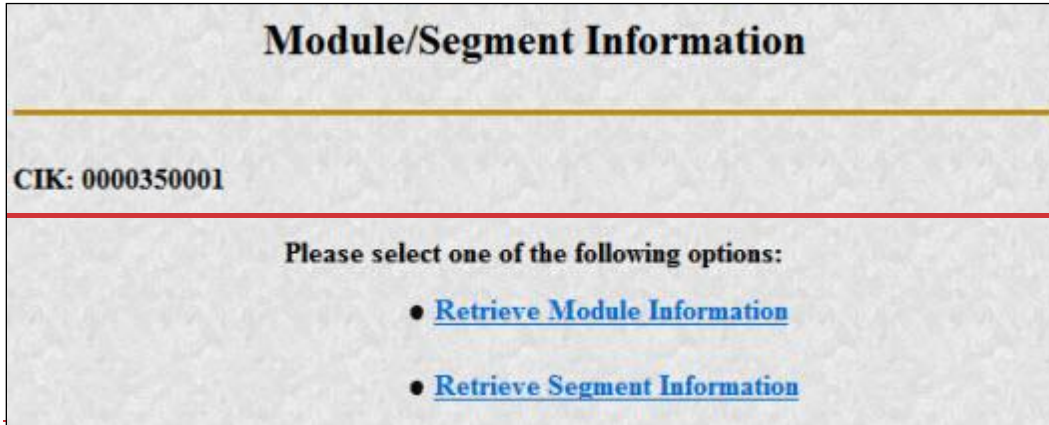 Module/Segment Information
CIK: 0000350001
Please select one of the following options:
● Retrieve Module Information
● Retrieve Segment Information